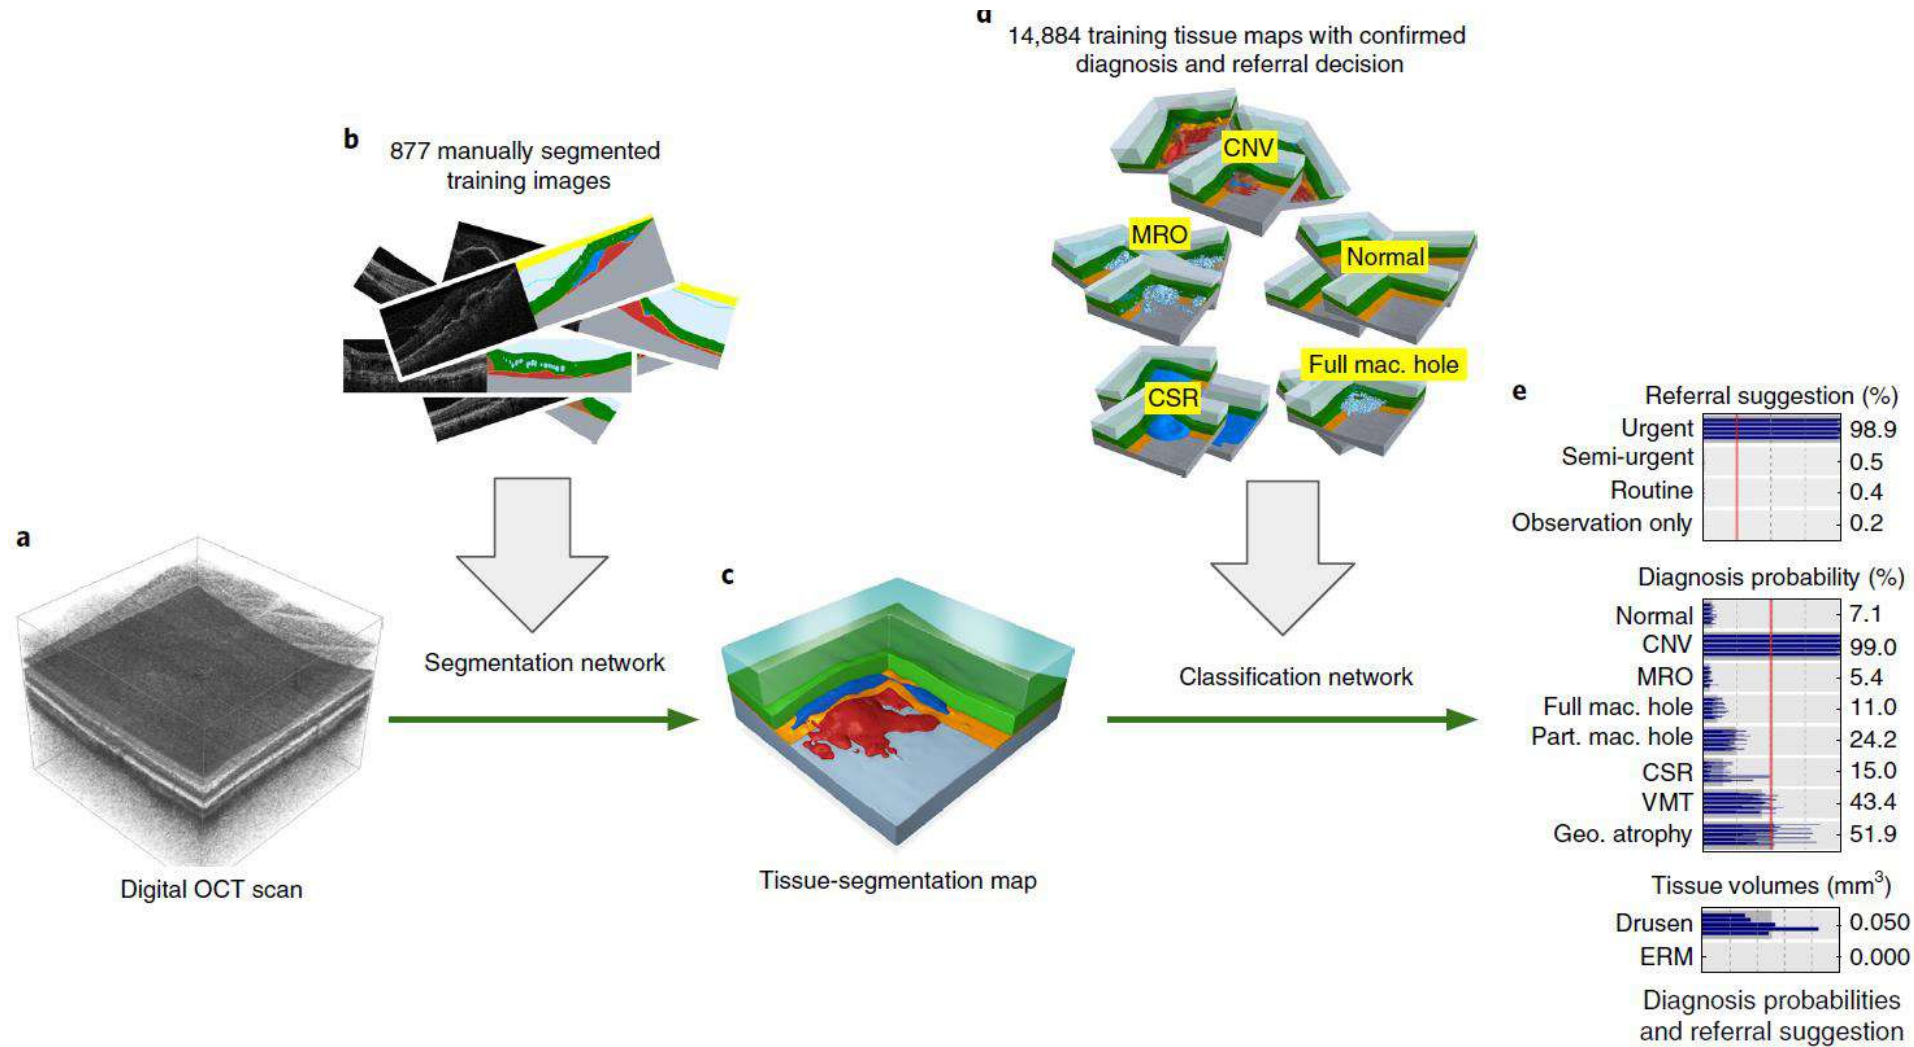 d
14,884 training tissue maps with confirmed
diagnosis and referral decision
b
877 manually segmented
training images
CNV
MRO
Normal
CSR
Full mac. hole
a
Digital OCT scan
Segmentation network
c
Tissue-segmentation map
Classification network
e
Referral suggestion (%)
Urgent 98.9
Semi-urgent 0.5
Routine 0.4
Observation only 0.2
Diagnosis probability (%)
Normal 7.1
CNV 99.0
MRO 5.4
Full mac. hole 11.0
Part. mac. hole 24.2
CSR 15.0
VMT 43.4
Geo. atrophy 51.9
Tissue volumes (mm³)
Drusen 0.050
ERM 0.000
Diagnosis probabilities
and referral suggestion